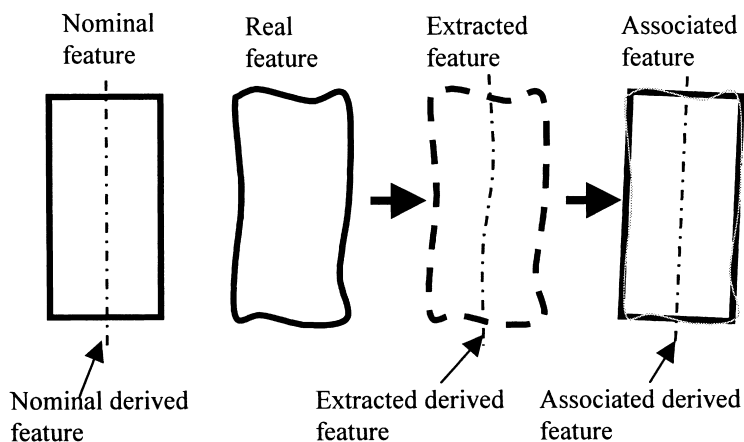 Nominal
feature
Real
feature
Extracted
feature
Associated
feature
Nominal derived
feature
Extracted derived
feature
Associated derived
feature